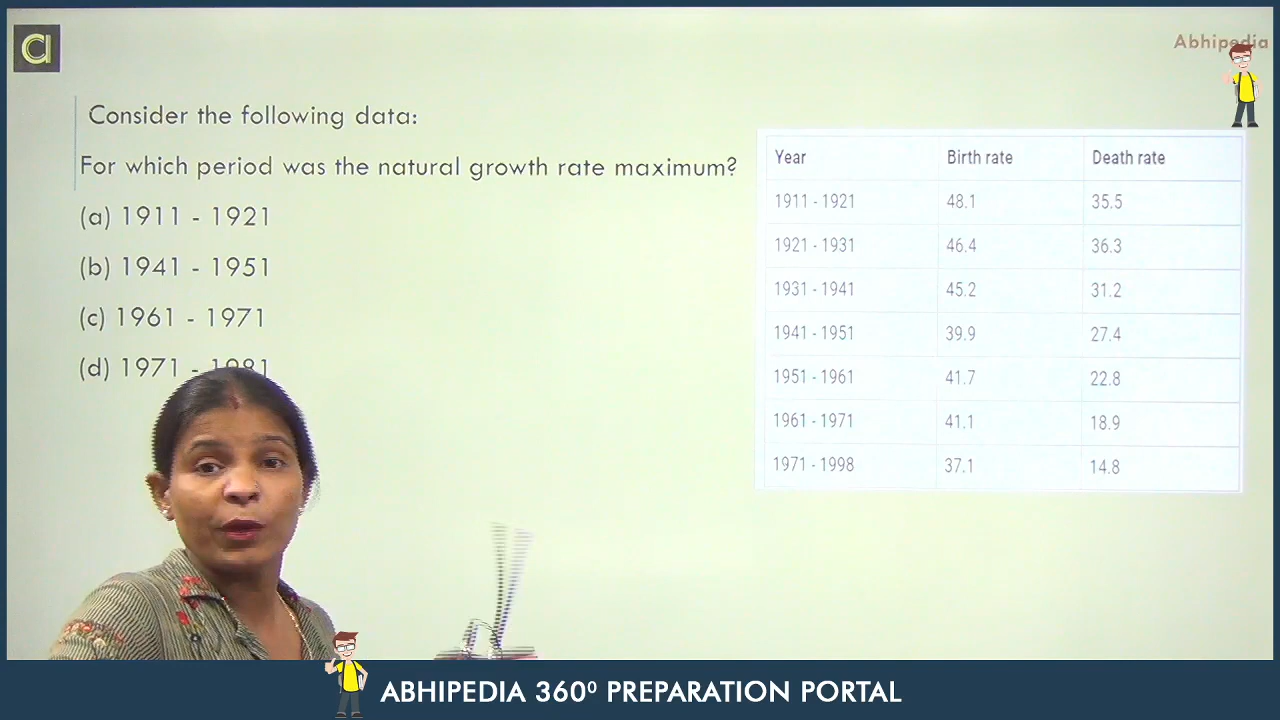 Abhipedia
Consider the following data:
For which period was the natural growth rate maximum?
(a) 1911 - 1921
(b) 1941 - 1951
(c) 1961 - 1971
(d) 1971 - 1981
Year Birth rate Death rate
1911 - 1921 48.1 35.5
1921 - 1931 46.4 36.3
1931 - 1941 45.2 31.2
1941 - 1951 39.9 27.4
1951 - 1961 41.7 22.8
1961 - 1971 41.1 18.9
1971 - 1998 37.1 14.8
ABHIPEDIA 360⁰ PREPARATION PORTAL